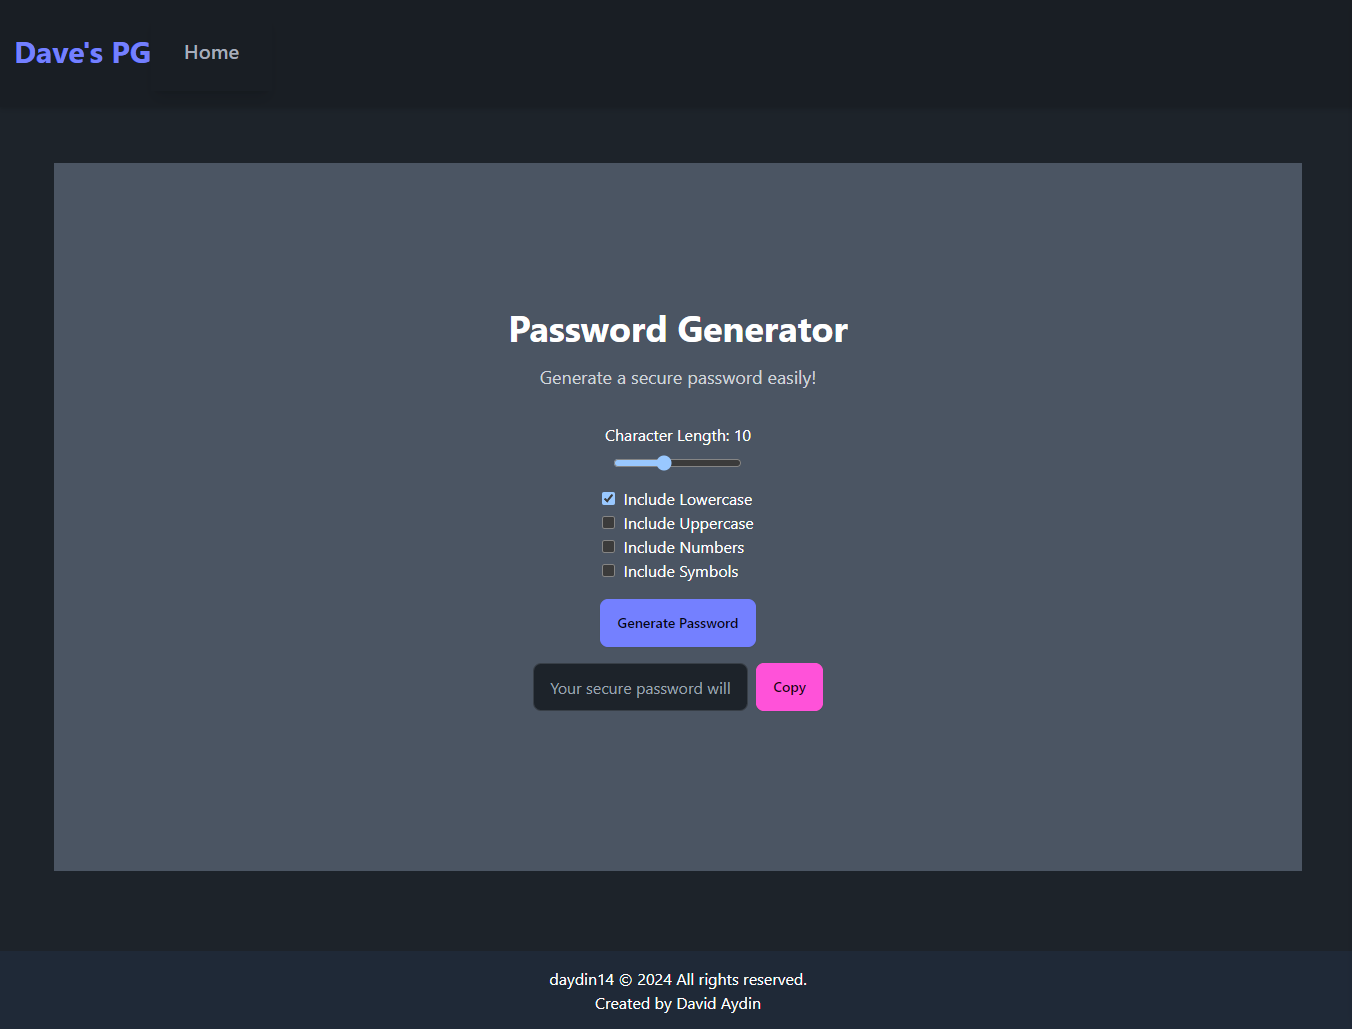 Dave's PG Home
Password Generator
Generate a secure password easily!
Character Length: 10
Include Lowercase
Include Uppercase
Include Numbers
Include Symbols
Generate Password
Your secure password will
Copy
daydin14 © 2024 All rights reserved.
Created by David Aydin